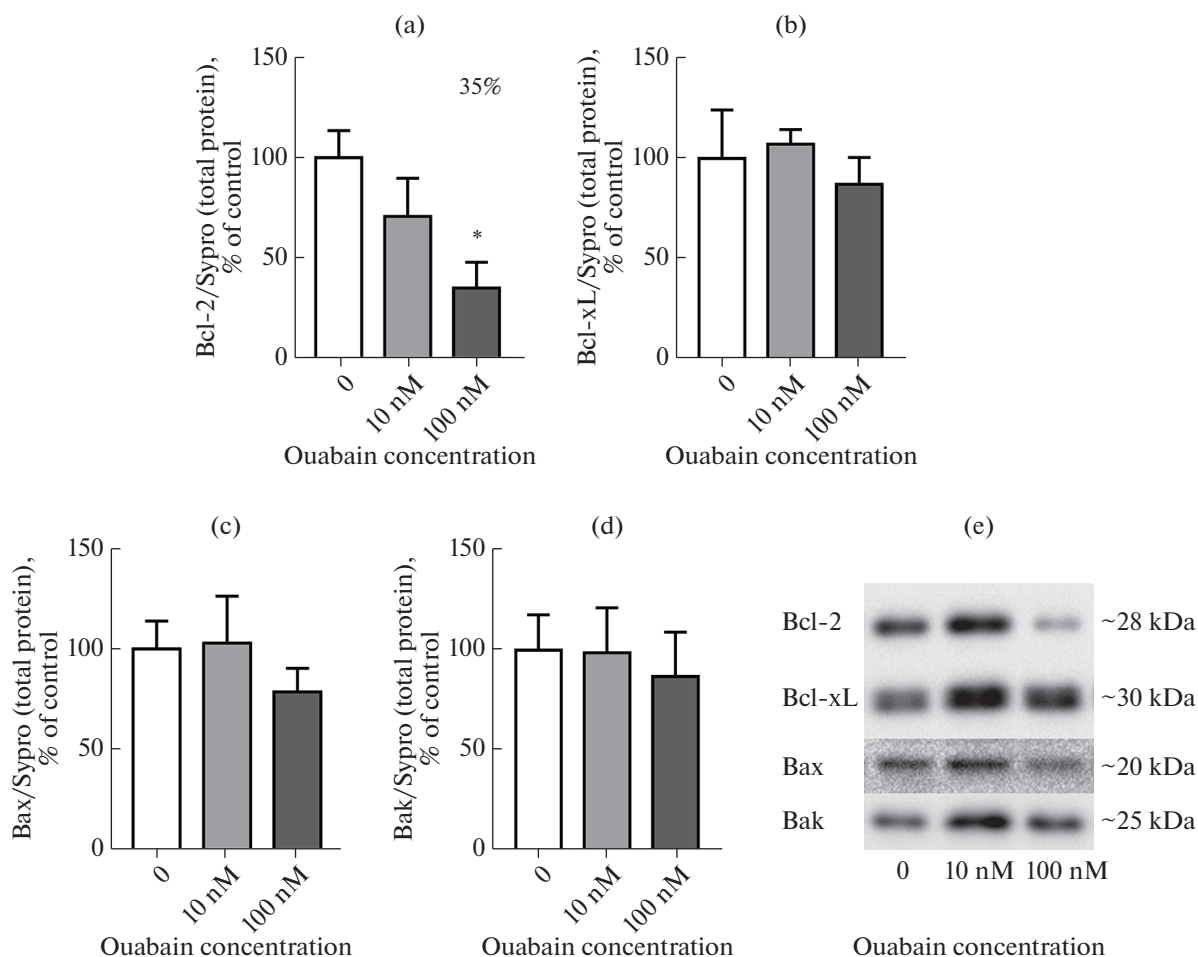 (a)
150
100
50
0
Bcl-2/Sypro (total protein),
% of control
35%
*
0
10 nM
100 nM
Ouabain concentration
(b)
150
100
50
0
Bcl-xL/Sypro (total protein),
% of control
0
10 nM
100 nM
Ouabain concentration
(c)
150
100
50
0
Bax/Sypro (total protein),
% of control
0
10 nM
100 nM
Ouabain concentration
(d)
150
100
50
0
Bak/Sypro (total protein),
% of control
0
10 nM
100 nM
Ouabain concentration
(e)
Bcl-2 ~28 kDa
Bcl-xL ~30 kDa
Bax ~20 kDa
Bak ~25 kDa
0 10 nM 100 nM
Ouabain concentration